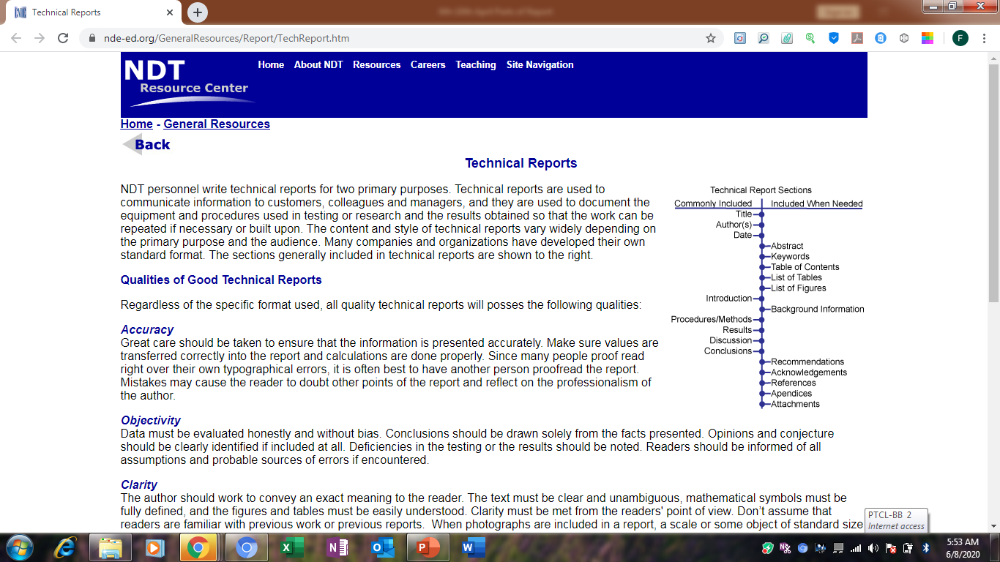 Technical Reports
nde-ed.org/GeneralResources/Report/TechReport.htm
F
NDT
Resource Center
Home About NDT Resources Careers Teaching Site Navigation
Home - General Resources
Back
Technical Reports
NDT personnel write technical reports for two primary purposes. Technical reports are used to
communicate information to customers, colleagues and managers, and they are used to document the
equipment and procedures used in testing or research and the results obtained so that the work can be
repeated if necessary or built upon. The content and style of technical reports vary widely depending on
the primary purpose and the audience. Many companies and organizations have developed their own
standard format. The sections generally included in technical reports are shown to the right.
Technical Report Sections
Commonly Included Included When Needed
Title
Author(s)
Date
Abstract
Keywords
Table of Contents
List of Tables
List of Figures
Introduction
Background Information
Procedures/Methods
Results
Discussion
Conclusions
Recommendations
Acknowledgements
References
Apendices
Attachments
Qualities of Good Technical Reports
Regardless of the specific format used, all quality technical reports will posses the following qualities:
Accuracy
Great care should be taken to ensure that the information is presented accurately. Make sure values are
transferred correctly into the report and calculations are done properly. Since many people proof read
right over their own typographical errors, it is often best to have another person proofread the report.
Mistakes may cause the reader to doubt other points of the report and reflect on the professionalism of
the author.
Objectivity
Data must be evaluated honestly and without bias. Conclusions should be drawn solely from the facts presented. Opinions and conjecture
should be clearly identified if included at all. Deficiencies in the testing or the results should be noted. Readers should be informed of all
assumptions and probable sources of errors if encountered.
Clarity
The author should work to convey an exact meaning to the reader. The text must be clear and unambiguous, mathematical symbols must be
fully defined, and the figures and tables must be easily understood. Clarity must be met from the readers' point of view. Don't assume that
readers are familiar with previous work or previous reports. When photographs are included in a report, a scale or some object of standard size
PTCL-BB 2
Internet access
5:53 AM
6/8/2020